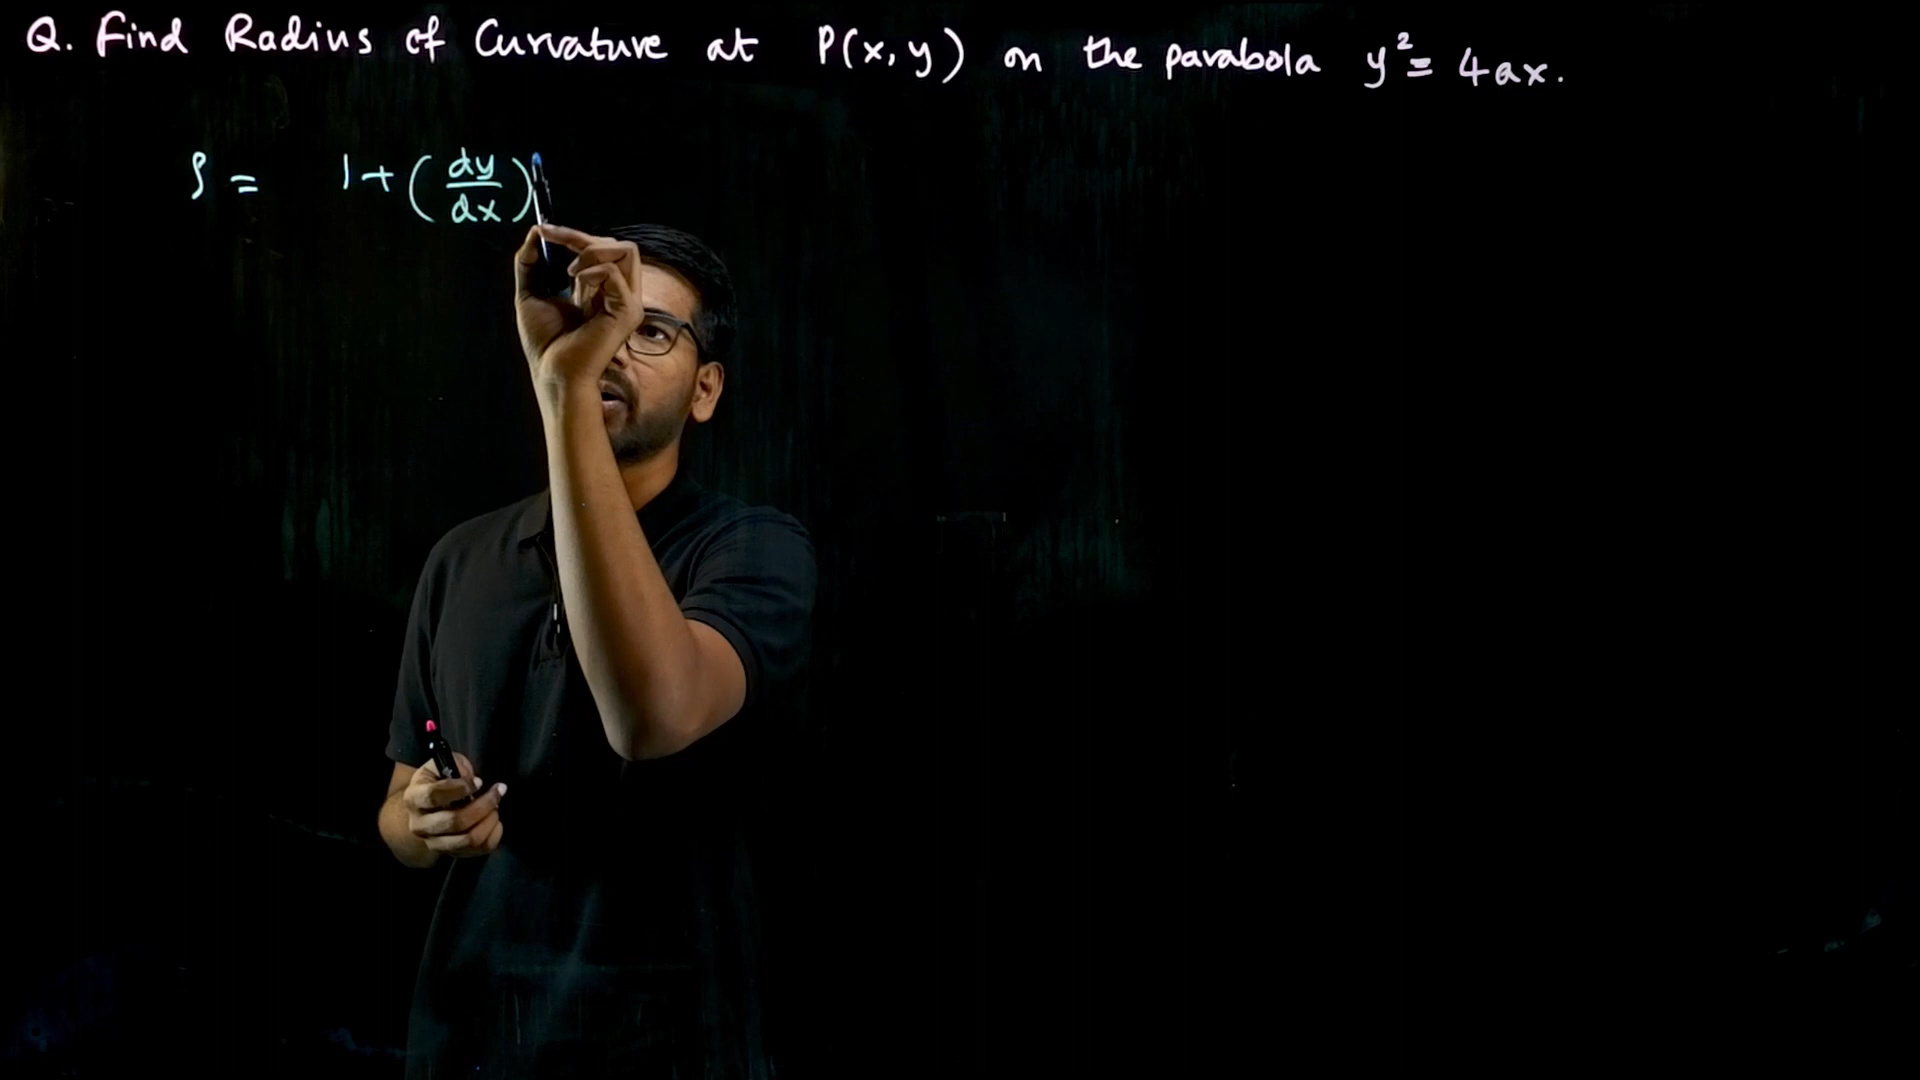 Q. Find Radius of Curvature at P(x, y) on the parabola y² = 4ax.
ρ = 1 + (dy/dx)